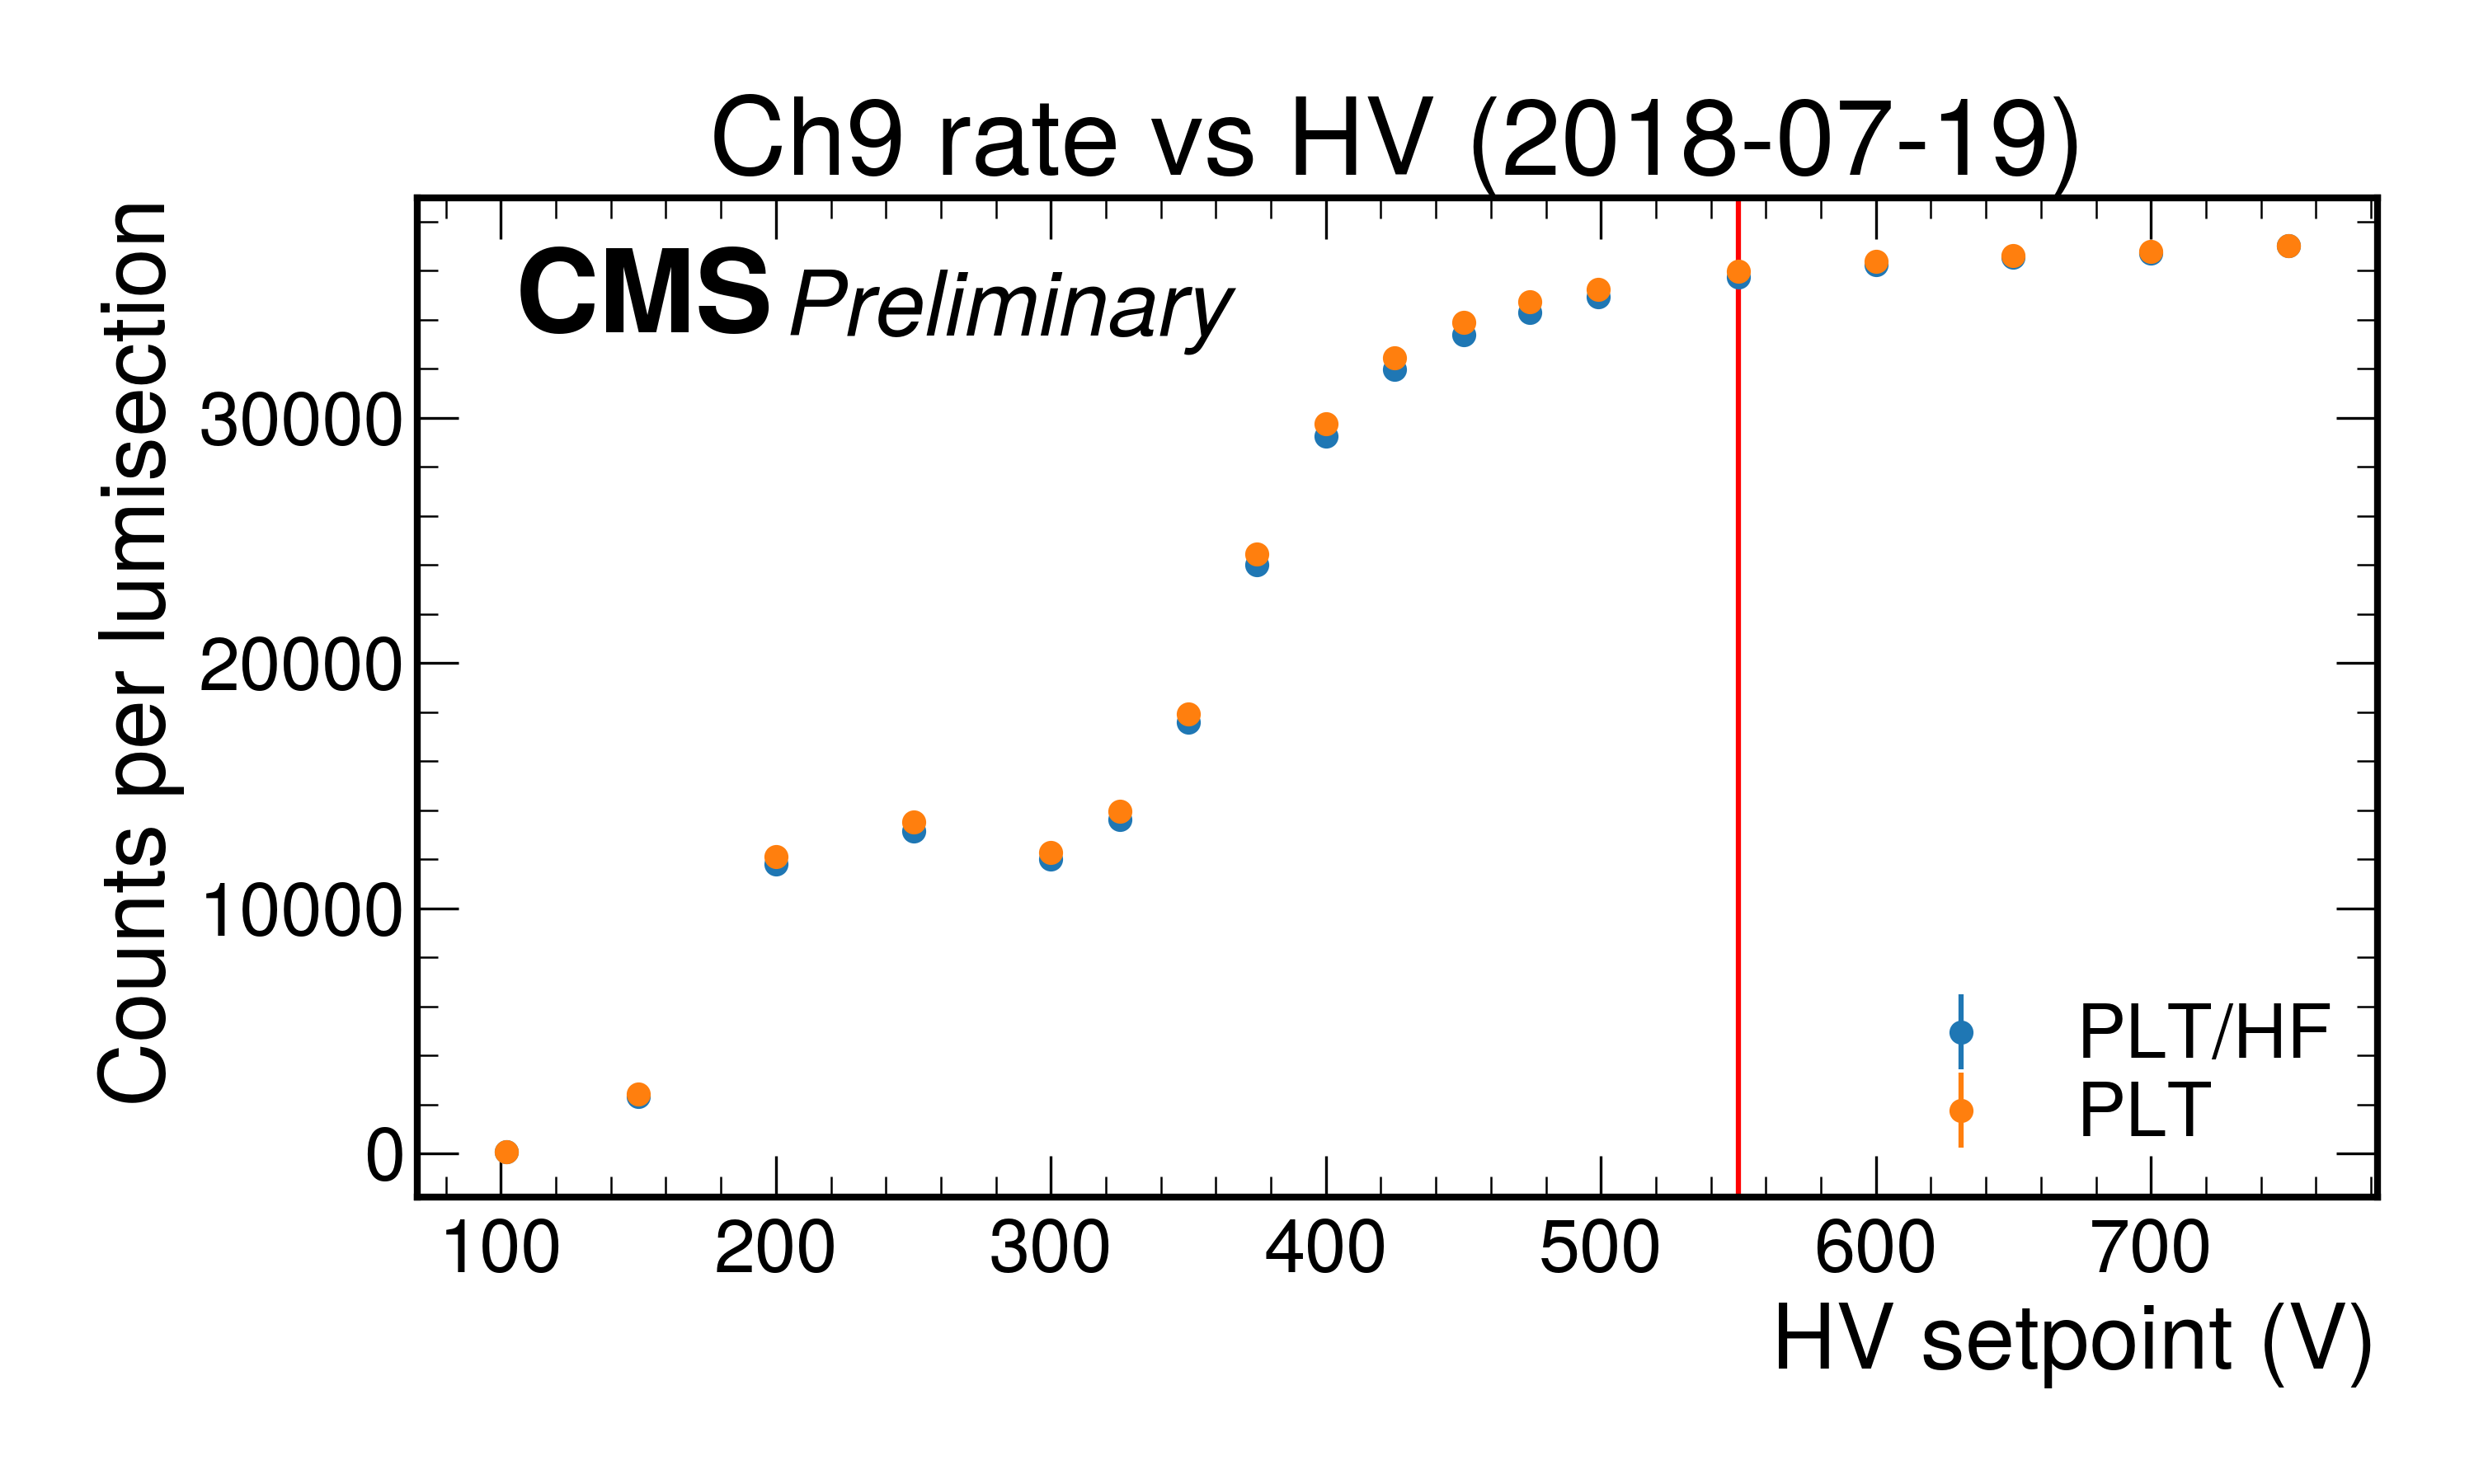 Ch9 rate vs HV (2018-07-19)
CMS Preliminary
Counts per lumisection
30000
20000
10000
0
PLT/HF
PLT
100 200 300 400 500 600 700
HV setpoint (V)